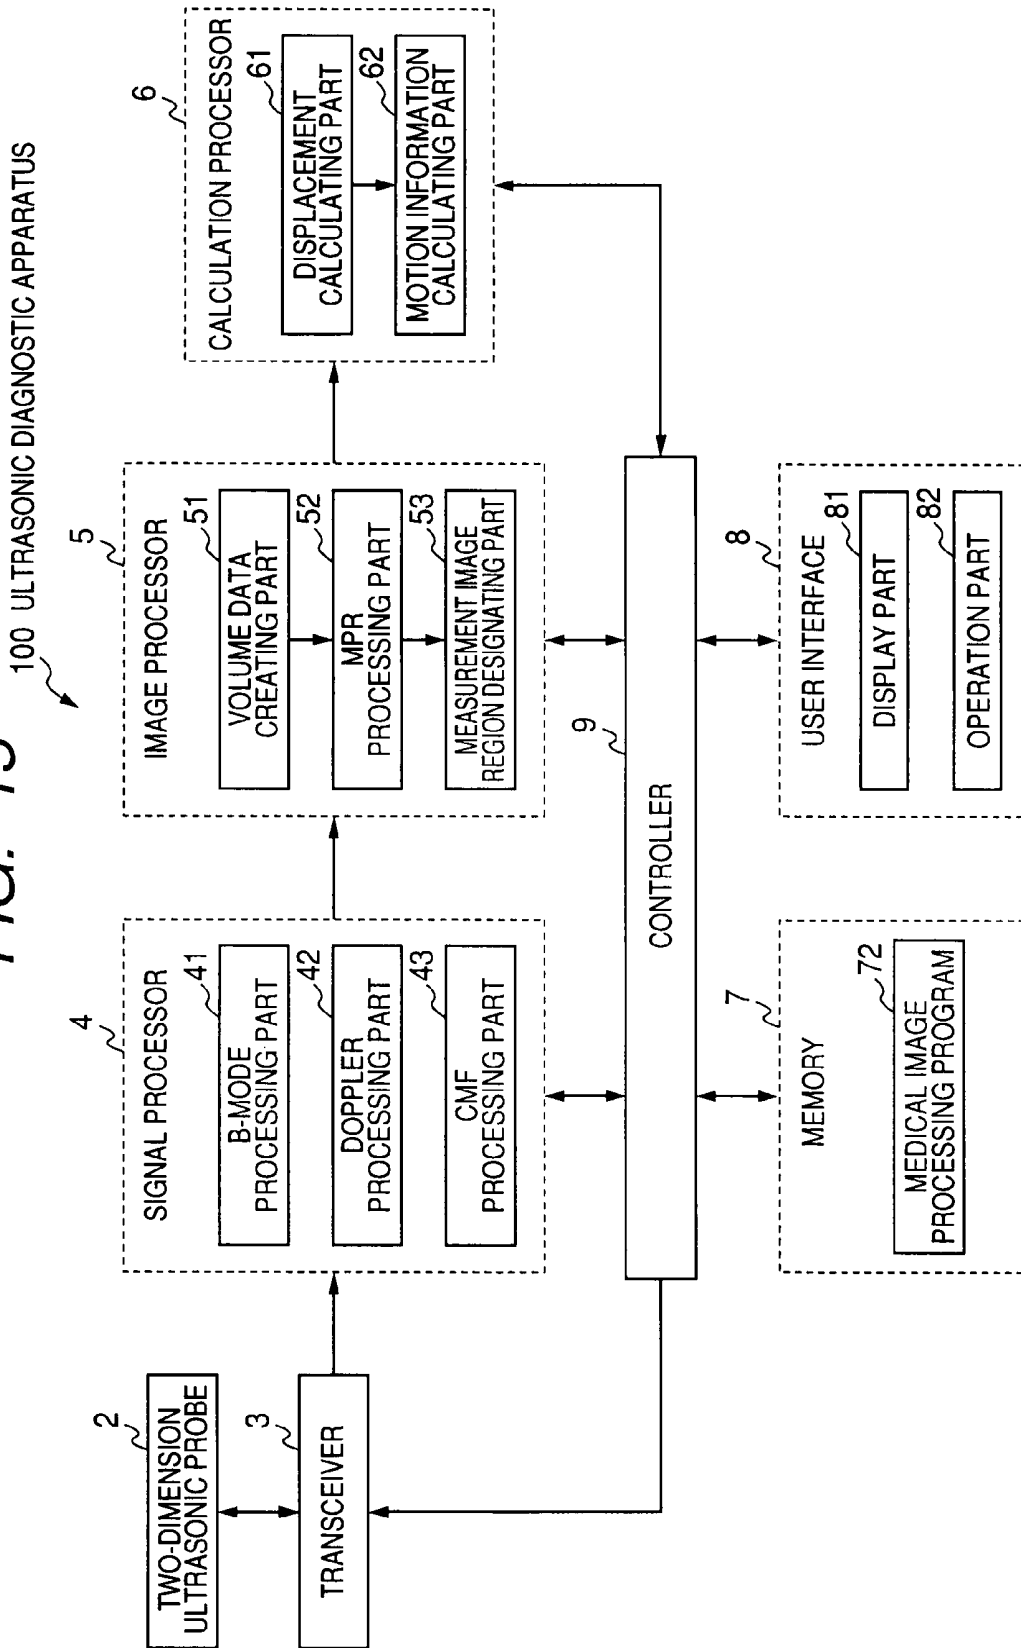 100 ULTRASONIC DIAGNOSTIC APPARATUS
2
TWO-DIMENSION
ULTRASONIC PROBE
3
TRANSCEIVER
4
SIGNAL PROCESSOR
41
B-MODE
PROCESSING PART
42
DOPPLER
PROCESSING PART
43
CMF
PROCESSING PART
5
IMAGE PROCESSOR
51
VOLUME DATA
CREATING PART
52
MPR
PROCESSING PART
53
MEASUREMENT IMAGE
REGION DESIGNATING PART
6
CALCULATION PROCESSOR
61
DISPLACEMENT
CALCULATING PART
62
MOTION INFORMATION
CALCULATING PART
9
CONTROLLER
7
MEMORY
72
MEDICAL IMAGE
PROCESSING PROGRAM
8
USER INTERFACE
81
DISPLAY PART
82
OPERATION PART